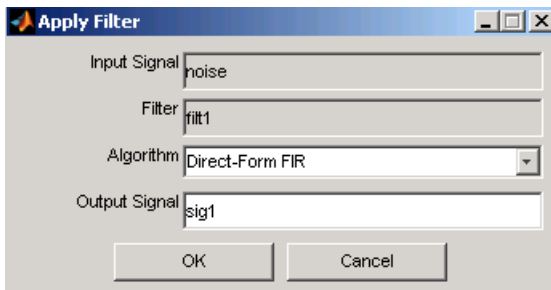 Apply Filter
Input Signal noise
Filter filt1
Algorithm Direct-Form FIR
Output Signal sig1
OK Cancel